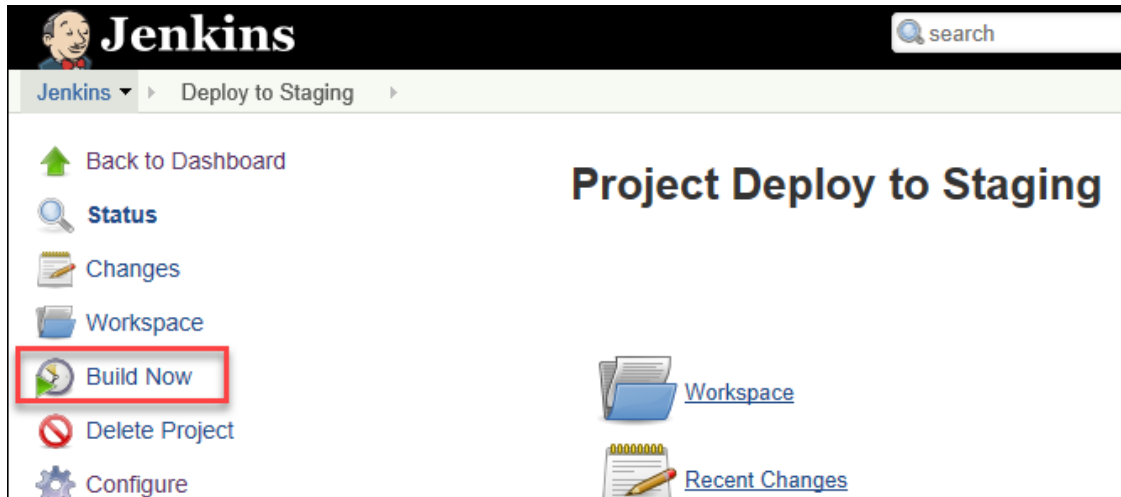 Jenkins
search
Jenkins
Deploy to Staging
Back to Dashboard
Status
Changes
Workspace
Build Now
Delete Project
Configure
Project Deploy to Staging
Workspace
Recent Changes